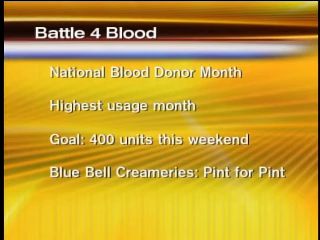 Battle 4 Blood
National Blood Donor Month
Highest usage month
Goal: 400 units this weekend
Blue Bell Creameries: Pint for Pint